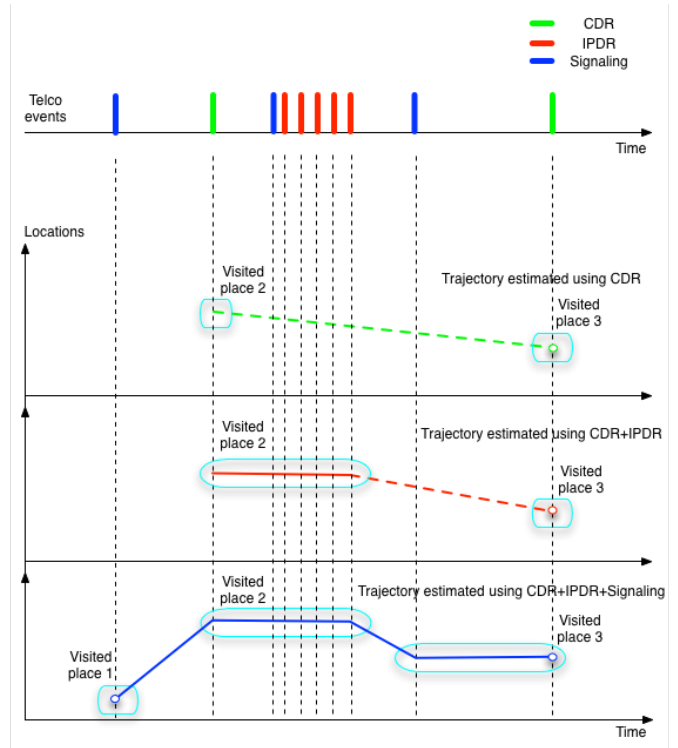 CDR
IPDR
Signaling
Telco
events
Time
Locations
Visited
place 2
Trajectory estimated using CDR
Visited
place 3
Visited
place 2
Trajectory estimated using CDR+IPDR
Visited
place 3
Visited
place 2
Trajectory estimated using CDR+IPDR+Signaling
Visited
place 3
Visited
place 1
Time